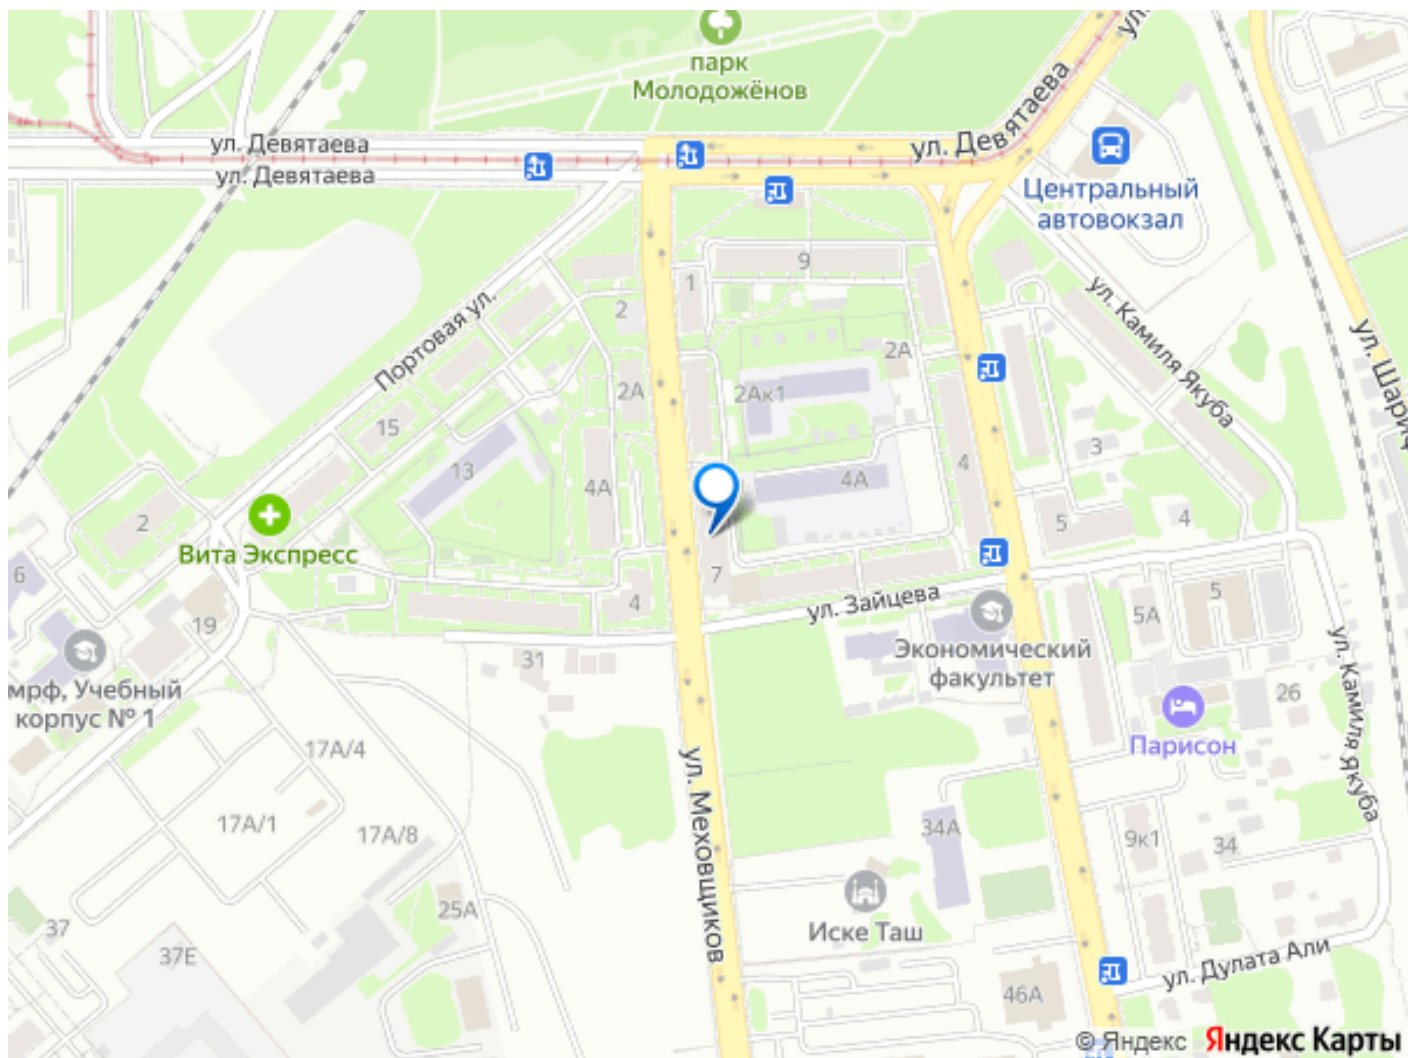 парк
Молодожёнов
ул. Девятаева
ул. Девятаева
ул. Девятаева
ул.
Центральный
автовокзал
9
1
2
Портовая ул.
ул. Камиля Якуба
ул. Шарич
2А
2А
2Ак1
15
13
3
4А
4А
4
2
Вита Экспресс
5
4
6
7
4
ул. Зайцева
5
5А
19
Экономический
факультет
31
мрф, Учебный
корпус № 1
ул. Камиля Якуба
26
Парисон
17А/4
ул. Меховщиков
17А/1
17А/8
34А
9к1
34
25А
Иске Таш
37
37Е
ул. Дулата Али
46А
© Яндекс Яндекс Карты